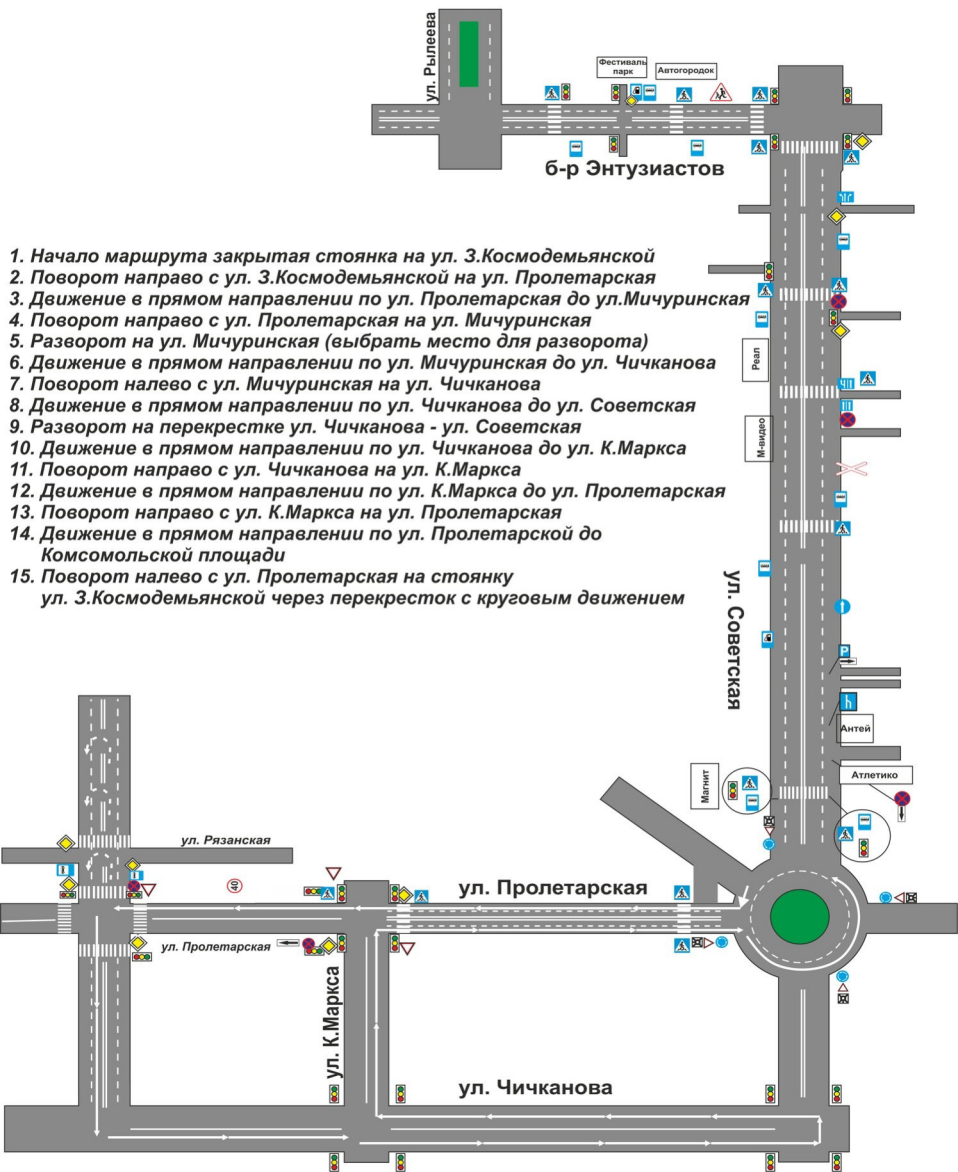 ул. Рылеева
Фестиваль
парк
Автогородок
б-р Энтузиастов
1. Начало маршрута закрытая стоянка на ул. З.Космодемьянской
2. Поворот направо с ул. З.Космодемьянской на ул. Пролетарская
3. Движение в прямом направлении по ул. Пролетарская до ул.Мичуринская
4. Поворот направо с ул. Пролетарская на ул. Мичуринская
5. Разворот на ул. Мичуринская (выбрать место для разворота)
6. Движение в прямом направлении по ул. Мичуринская до ул. Чичканова
7. Поворот налево с ул. Мичуринская на ул. Чичканова
8. Движение в прямом направлении по ул. Чичканова до ул. Советская
9. Разворот на перекрестке ул. Чичканова - ул. Советская
10. Движение в прямом направлении по ул. Чичканова до ул. К.Маркса
11. Поворот направо с ул. Чичканова на ул. К.Маркса
12. Движение в прямом направлении по ул. К.Маркса до ул. Пролетарская
13. Поворот направо с ул. К.Маркса на ул. Пролетарская
14. Движение в прямом направлении по ул. Пролетарской до
Комсомольской площади
15. Поворот налево с ул. Пролетарская на стоянку
ул. З.Космодемьянской через перекресток с круговым движением
Реал
М-видео
ул. Советская
P
Антей
Атлетико
Магнит
ул. Рязанская
40
ул. Пролетарская
ул. Пролетарская
ул. К.Маркса
ул. Чичканова